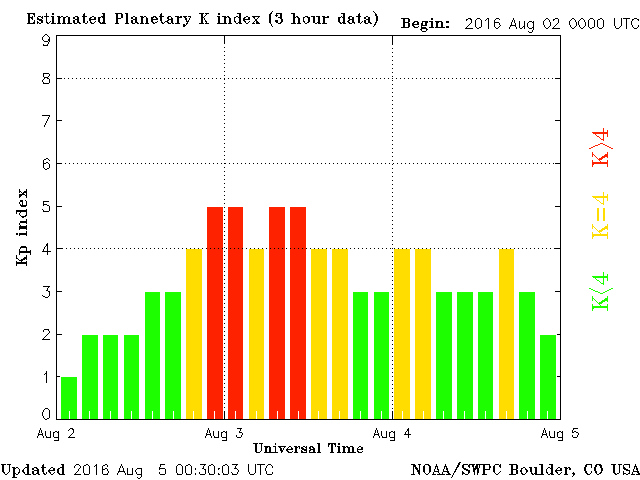 Estimated Planetary K index (3 hour data)
Begin: 2016 Aug 02 0000 UTC
9
8
7
6
5
4
3
2
1
0
Kp index
K>4
K=4
K<4
Aug 2
Aug 3
Aug 4
Aug 5
Universal Time
Updated 2016 Aug 5 00:30:03 UTC
NOAA/SWPC Boulder, CO USA